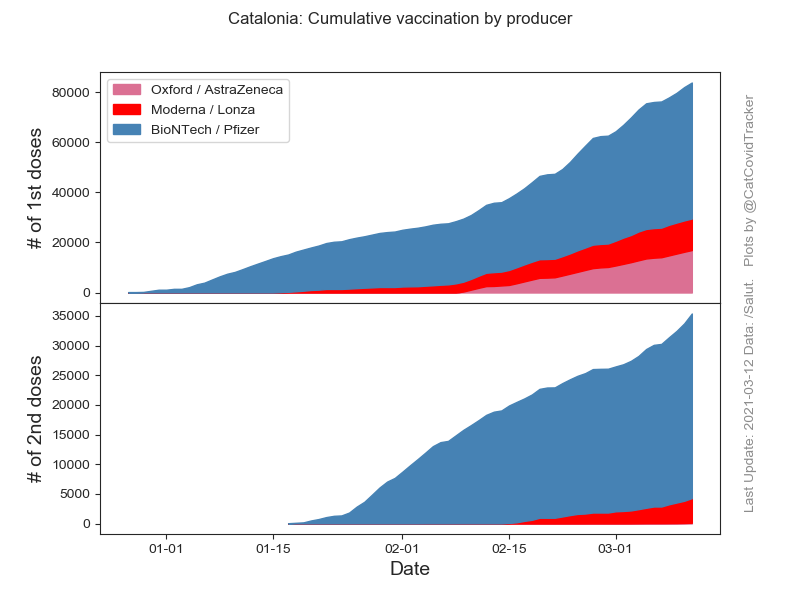 Catalonia: Cumulative vaccination by producer
Oxford / AstraZeneca
Moderna / Lonza
BioNTech / Pfizer
# of 1st doses
80000
60000
40000
20000
0
# of 2nd doses
35000
30000
25000
20000
15000
10000
5000
0
01-01
01-15
02-01
02-15
03-01
Date
Last Update: 2021-03-12 Data: /Salut. Plots by @CatCovidTracker